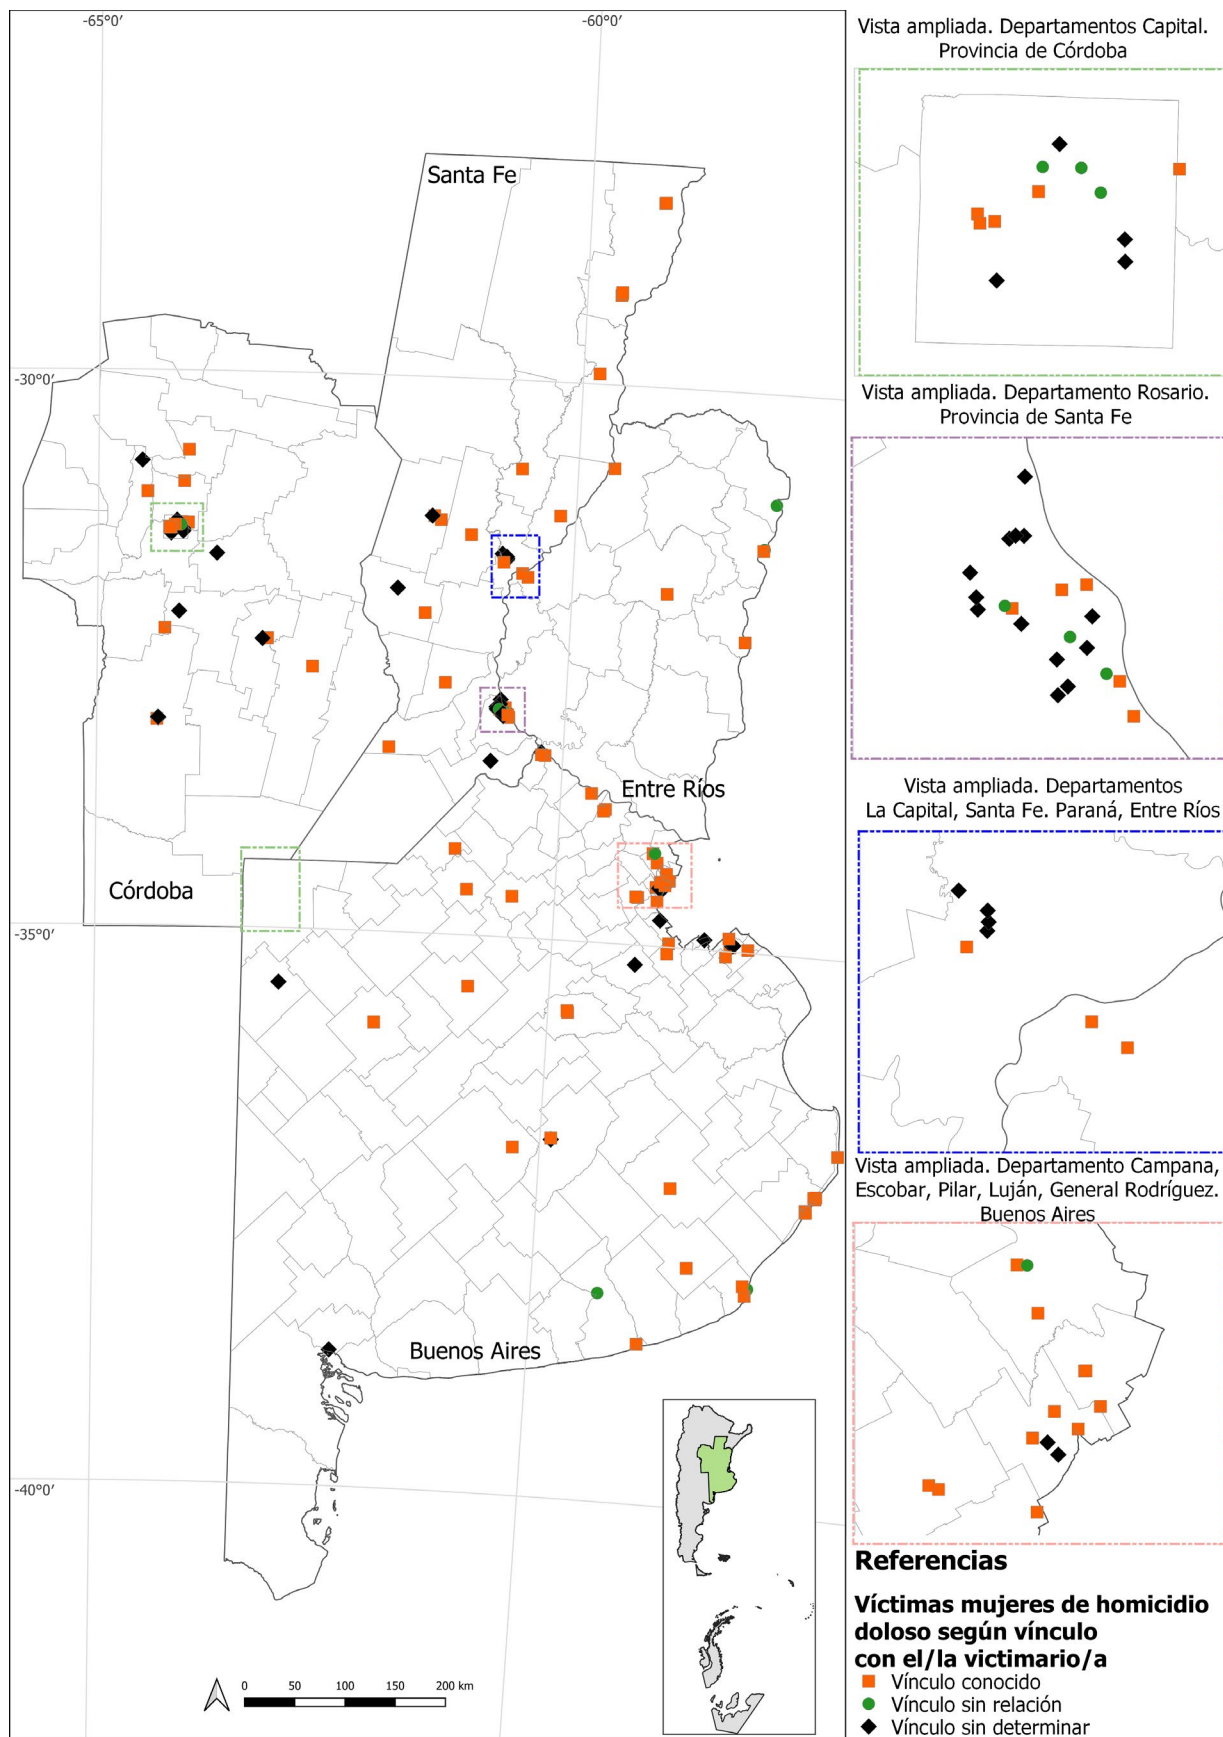 -65°0'
-60°0'
Santa Fe
-30°0'
Entre Ríos
Córdoba
-35°0'
Buenos Aires
-40°0'
0 50 100 150 200 km
Vista ampliada. Departamentos Capital.
Provincia de Córdoba
Vista ampliada. Departamento Rosario.
Provincia de Santa Fe
Vista ampliada. Departamentos
La Capital, Santa Fe. Paraná, Entre Ríos
Vista ampliada. Departamento Campana,
Escobar, Pilar, Luján, General Rodríguez.
Buenos Aires
Referencias
Víctimas mujeres de homicidio
doloso según vínculo
con el/la victimario/a
Vínculo conocido
Vínculo sin relación
Vínculo sin determinar